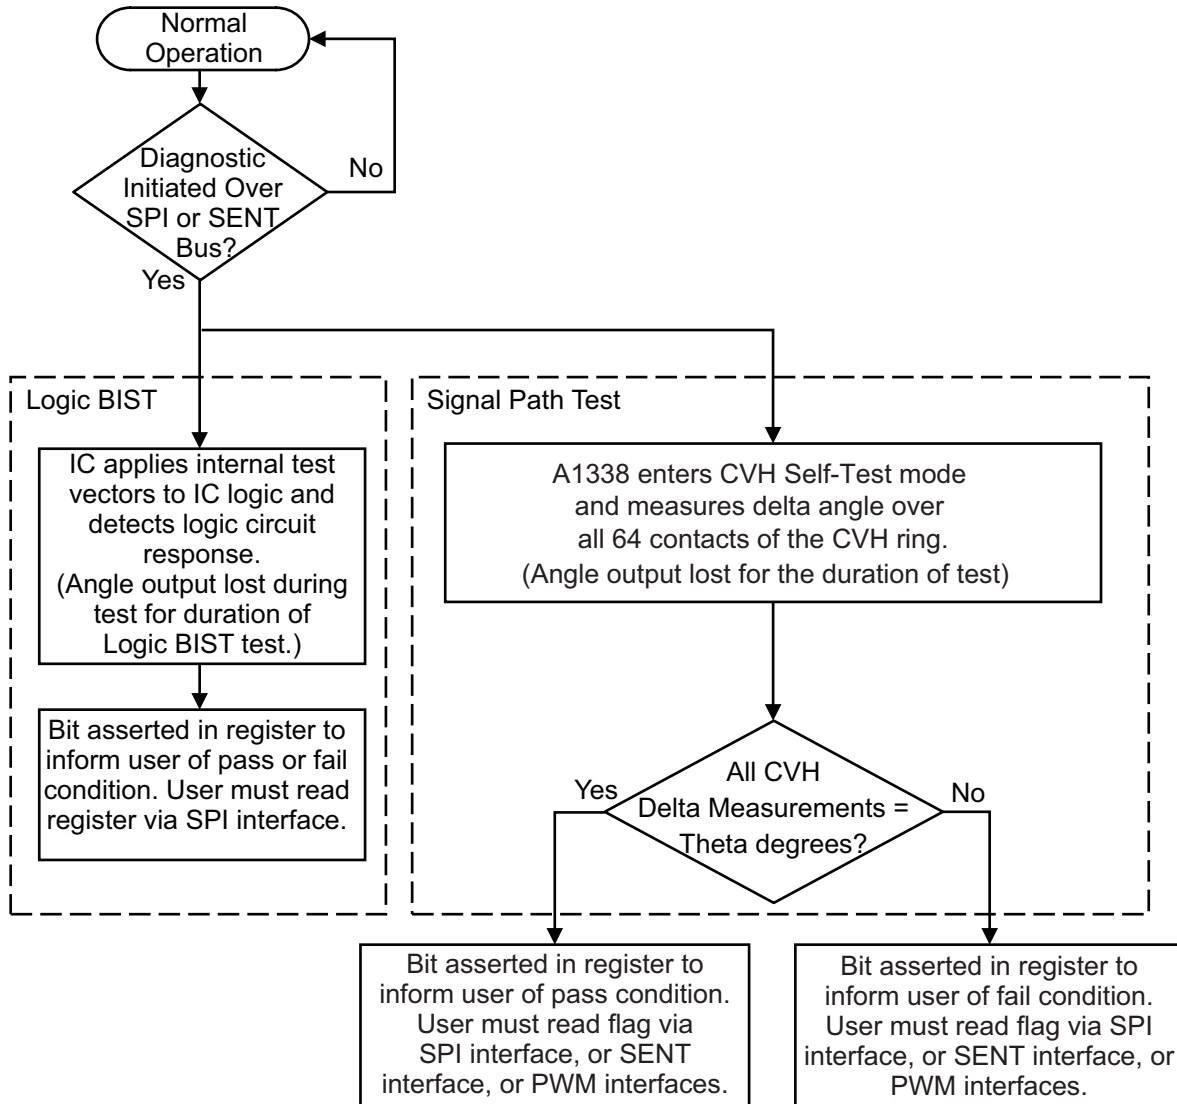 Normal
Operation
Diagnostic
Initiated Over
SPI or SENT
Bus?
No
Yes
Logic BIST
IC applies internal test
vectors to IC logic and
detects logic circuit
response.
(Angle output lost during
test for duration of
Logic BIST test.)
Bit asserted in register to
inform user of pass or fail
condition. User must read
register via SPI interface.
Signal Path Test
A1338 enters CVH Self-Test mode
and measures delta angle over
all 64 contacts of the CVH ring.
(Angle output lost for the duration of test)
All CVH
Delta Measurements =
Theta degrees?
Yes
No
Bit asserted in register to
inform user of pass condition.
User must read flag via
SPI interface, or SENT
interface, or PWM interfaces.
Bit asserted in register to
inform user of fail condition.
User must read flag via SPI
interface, or SENT interface, or
PWM interfaces.